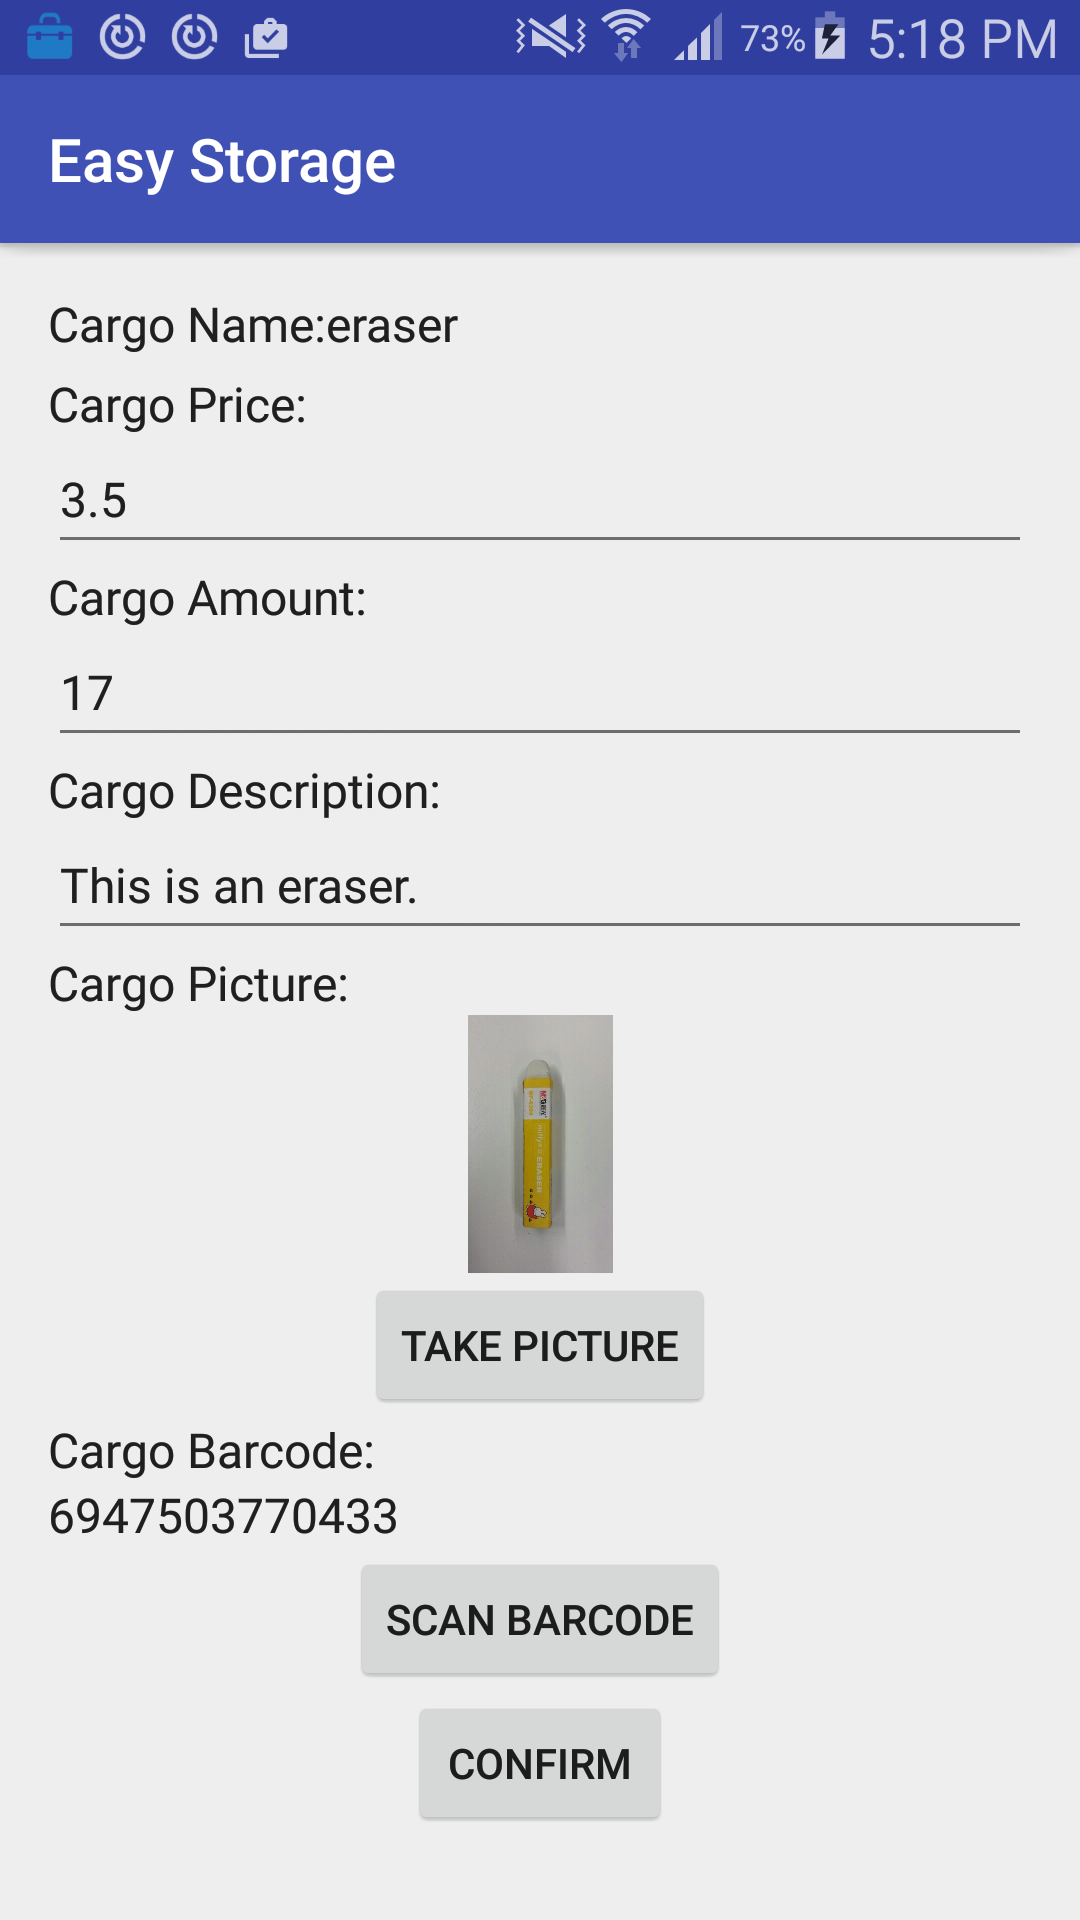 73% 5:18 PM
Easy Storage
Cargo Name:eraser
Cargo Price:
3.5
Cargo Amount:
17
Cargo Description:
This is an eraser.
Cargo Picture:
ERASER
TAKE PICTURE
Cargo Barcode:
6947503770433
SCAN BARCODE
CONFIRM